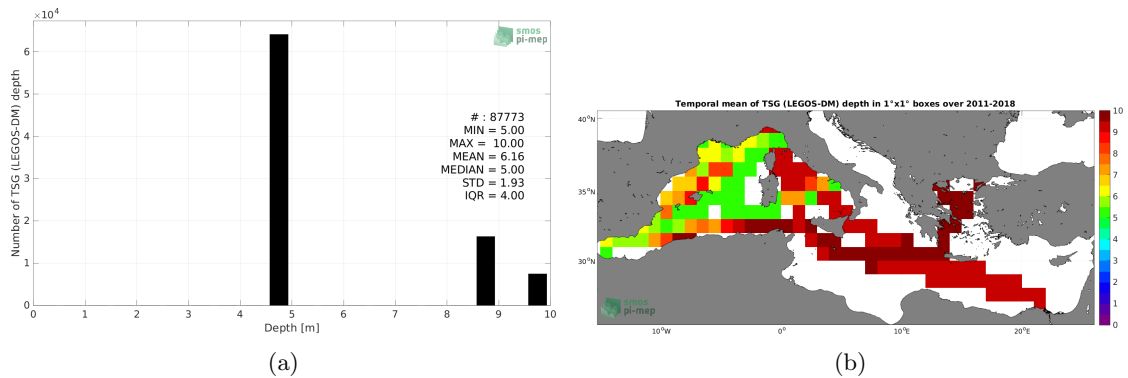 ×10⁴
6
5
4
3
2
1
0
Number of TSG (LEGOS-DM) depth
smos
pi-mep
# : 87773
MIN = 5.00
MAX = 10.00
MEAN = 6.16
MEDIAN = 5.00
STD = 1.93
IQR = 4.00
0 1 2 3 4 5 6 7 8 9 10
Depth [m]
(a)
Temporal mean of TSG (LEGOS-DM) depth in 1°x1° boxes over 2011-2018
40°N
35°N
30°N
10°W 0° 10°E 20°E
smos
pi-mep
10
9
8
7
6
5
4
3
2
1
0
(b)